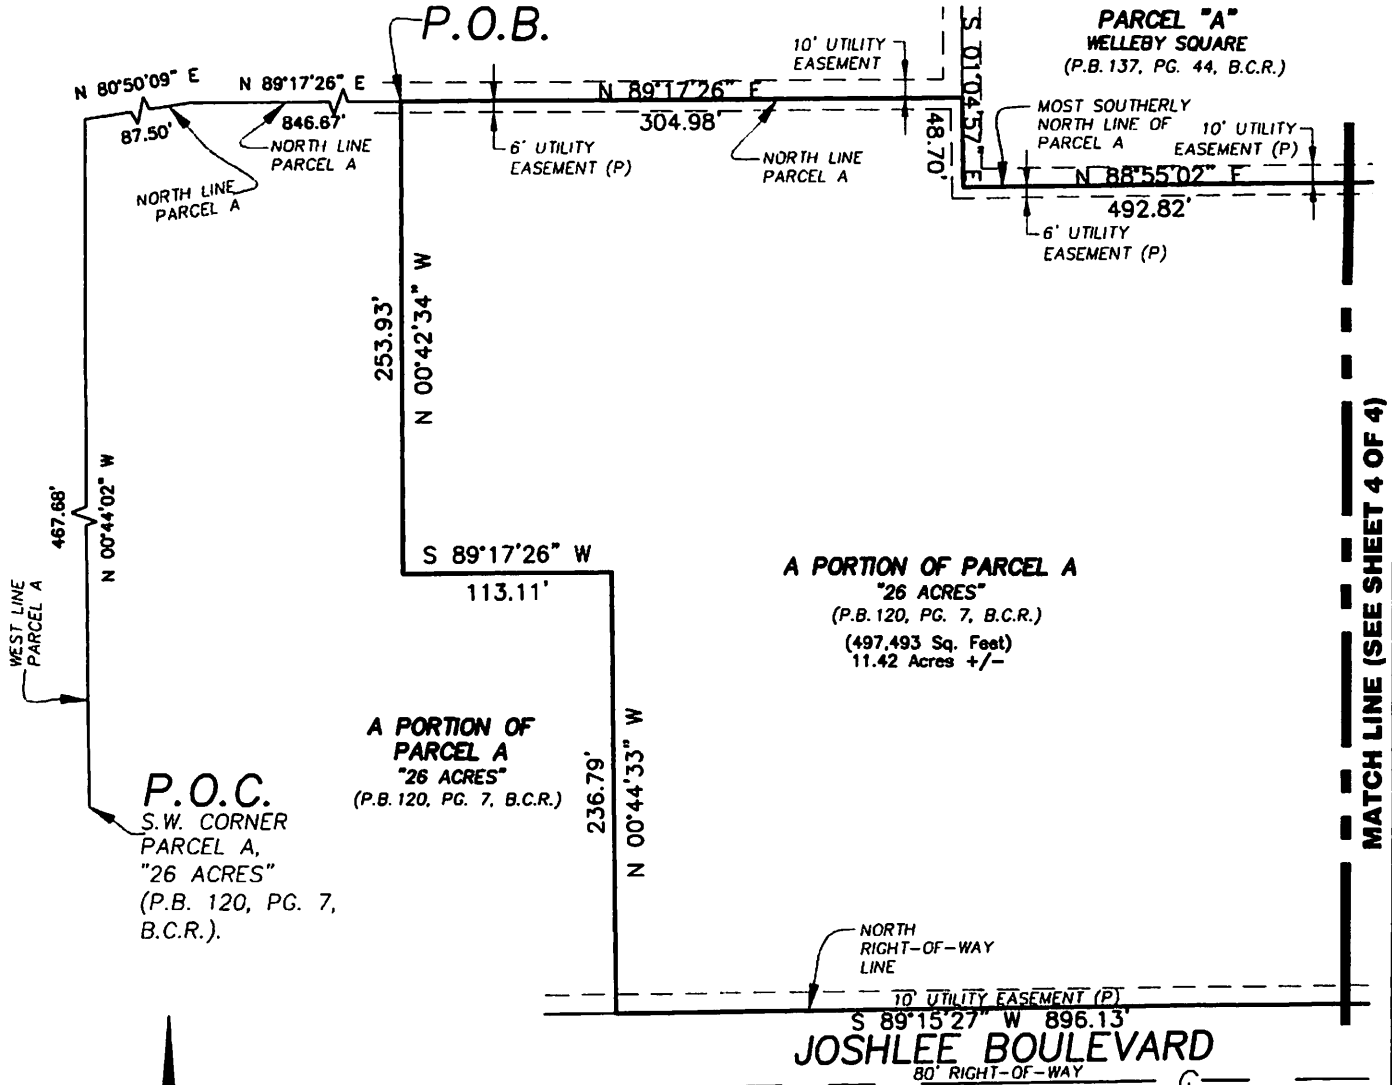 P.O.B.
PARCEL "A"
WELLEBY SQUARE
(P.B. 137, PG. 44, B.C.R.)
10' UTILITY
EASEMENT
S 01°04'57" E
48.70'
N 80°50'09" E
87.50'
N 89°17'26" E
846.67'
NORTH LINE
PARCEL A
NORTH LINE
PARCEL A
N 89°17'26" E
304.98'
6' UTILITY
EASEMENT (P)
NORTH LINE
PARCEL A
MOST SOUTHERLY
NORTH LINE OF
PARCEL A
10' UTILITY
EASEMENT (P)
N 88°55'02" E
492.82'
6' UTILITY
EASEMENT (P)
253.93'
N 00°42'34" W
467.68'
N 00°44'02" W
WEST LINE
PARCEL A
S 89°17'26" W
113.11'
A PORTION OF PARCEL A
"26 ACRES"
(P.B. 120, PG. 7, B.C.R.)
(497,493 Sq. Feet)
11.42 Acres +/-
MATCH LINE (SEE SHEET 4 OF 4)
A PORTION OF
PARCEL A
"26 ACRES"
(P.B. 120, PG. 7, B.C.R.)
236.79'
N 00°44'33" W
P.O.C.
S.W. CORNER
PARCEL A,
"26 ACRES"
(P.B. 120, PG. 7,
B.C.R.).
NORTH
RIGHT-OF-WAY
LINE
10' UTILITY EASEMENT (P)
S 89°15'27" W 896.13'
JOSHLEE BOULEVARD
80' RIGHT-OF-WAY